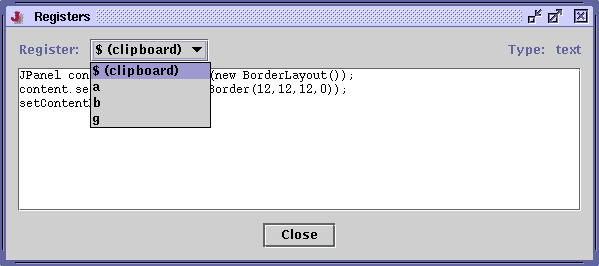 Registers
Register: $ (clipboard) Type: text
$ (clipboard)
a
b
g
JPanel con (new BorderLayout());
content.se Border(12,12,12,0));
setContent
Close